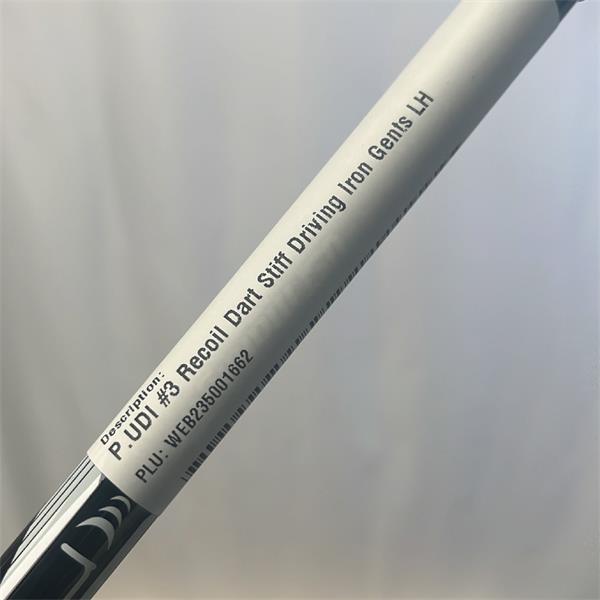 Description:
P.UDI #3 Recoil Dart Stiff Driving Iron Gents LH
PLU: WEB235001662